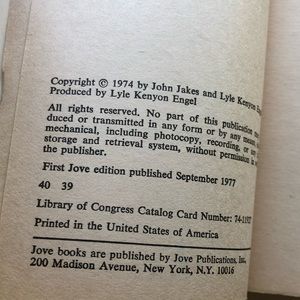 Copyright © 1974 by John Jakes and Lyle Kenyon
Produced by Lyle Kenyon Engel
All rights reserved. No part of this publication
duced or transmitted in any form or by any means
mechanical, including photocopy, recording, or any
storage and retrieval system, without permission in
the publisher.
First Jove edition published September 1977
40 39
Library of Congress Catalog Card Number:
Printed in the United States of America
Jove books are published by Jove Publications, Inc.
200 Madison Avenue, New York, N.Y. 10016